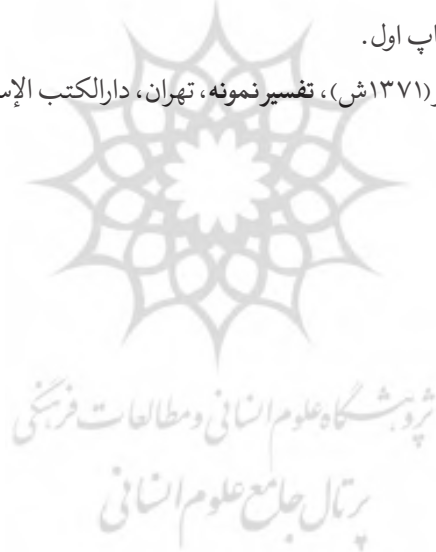 اپ اول.
ر (۱۳۷۱ش)، تفسیر نمونه، تهران، دارالکتب الإس
پژوهشگاه علوم انسانی و مطالعات فرهنگی
پرتال جامع علوم انسانی